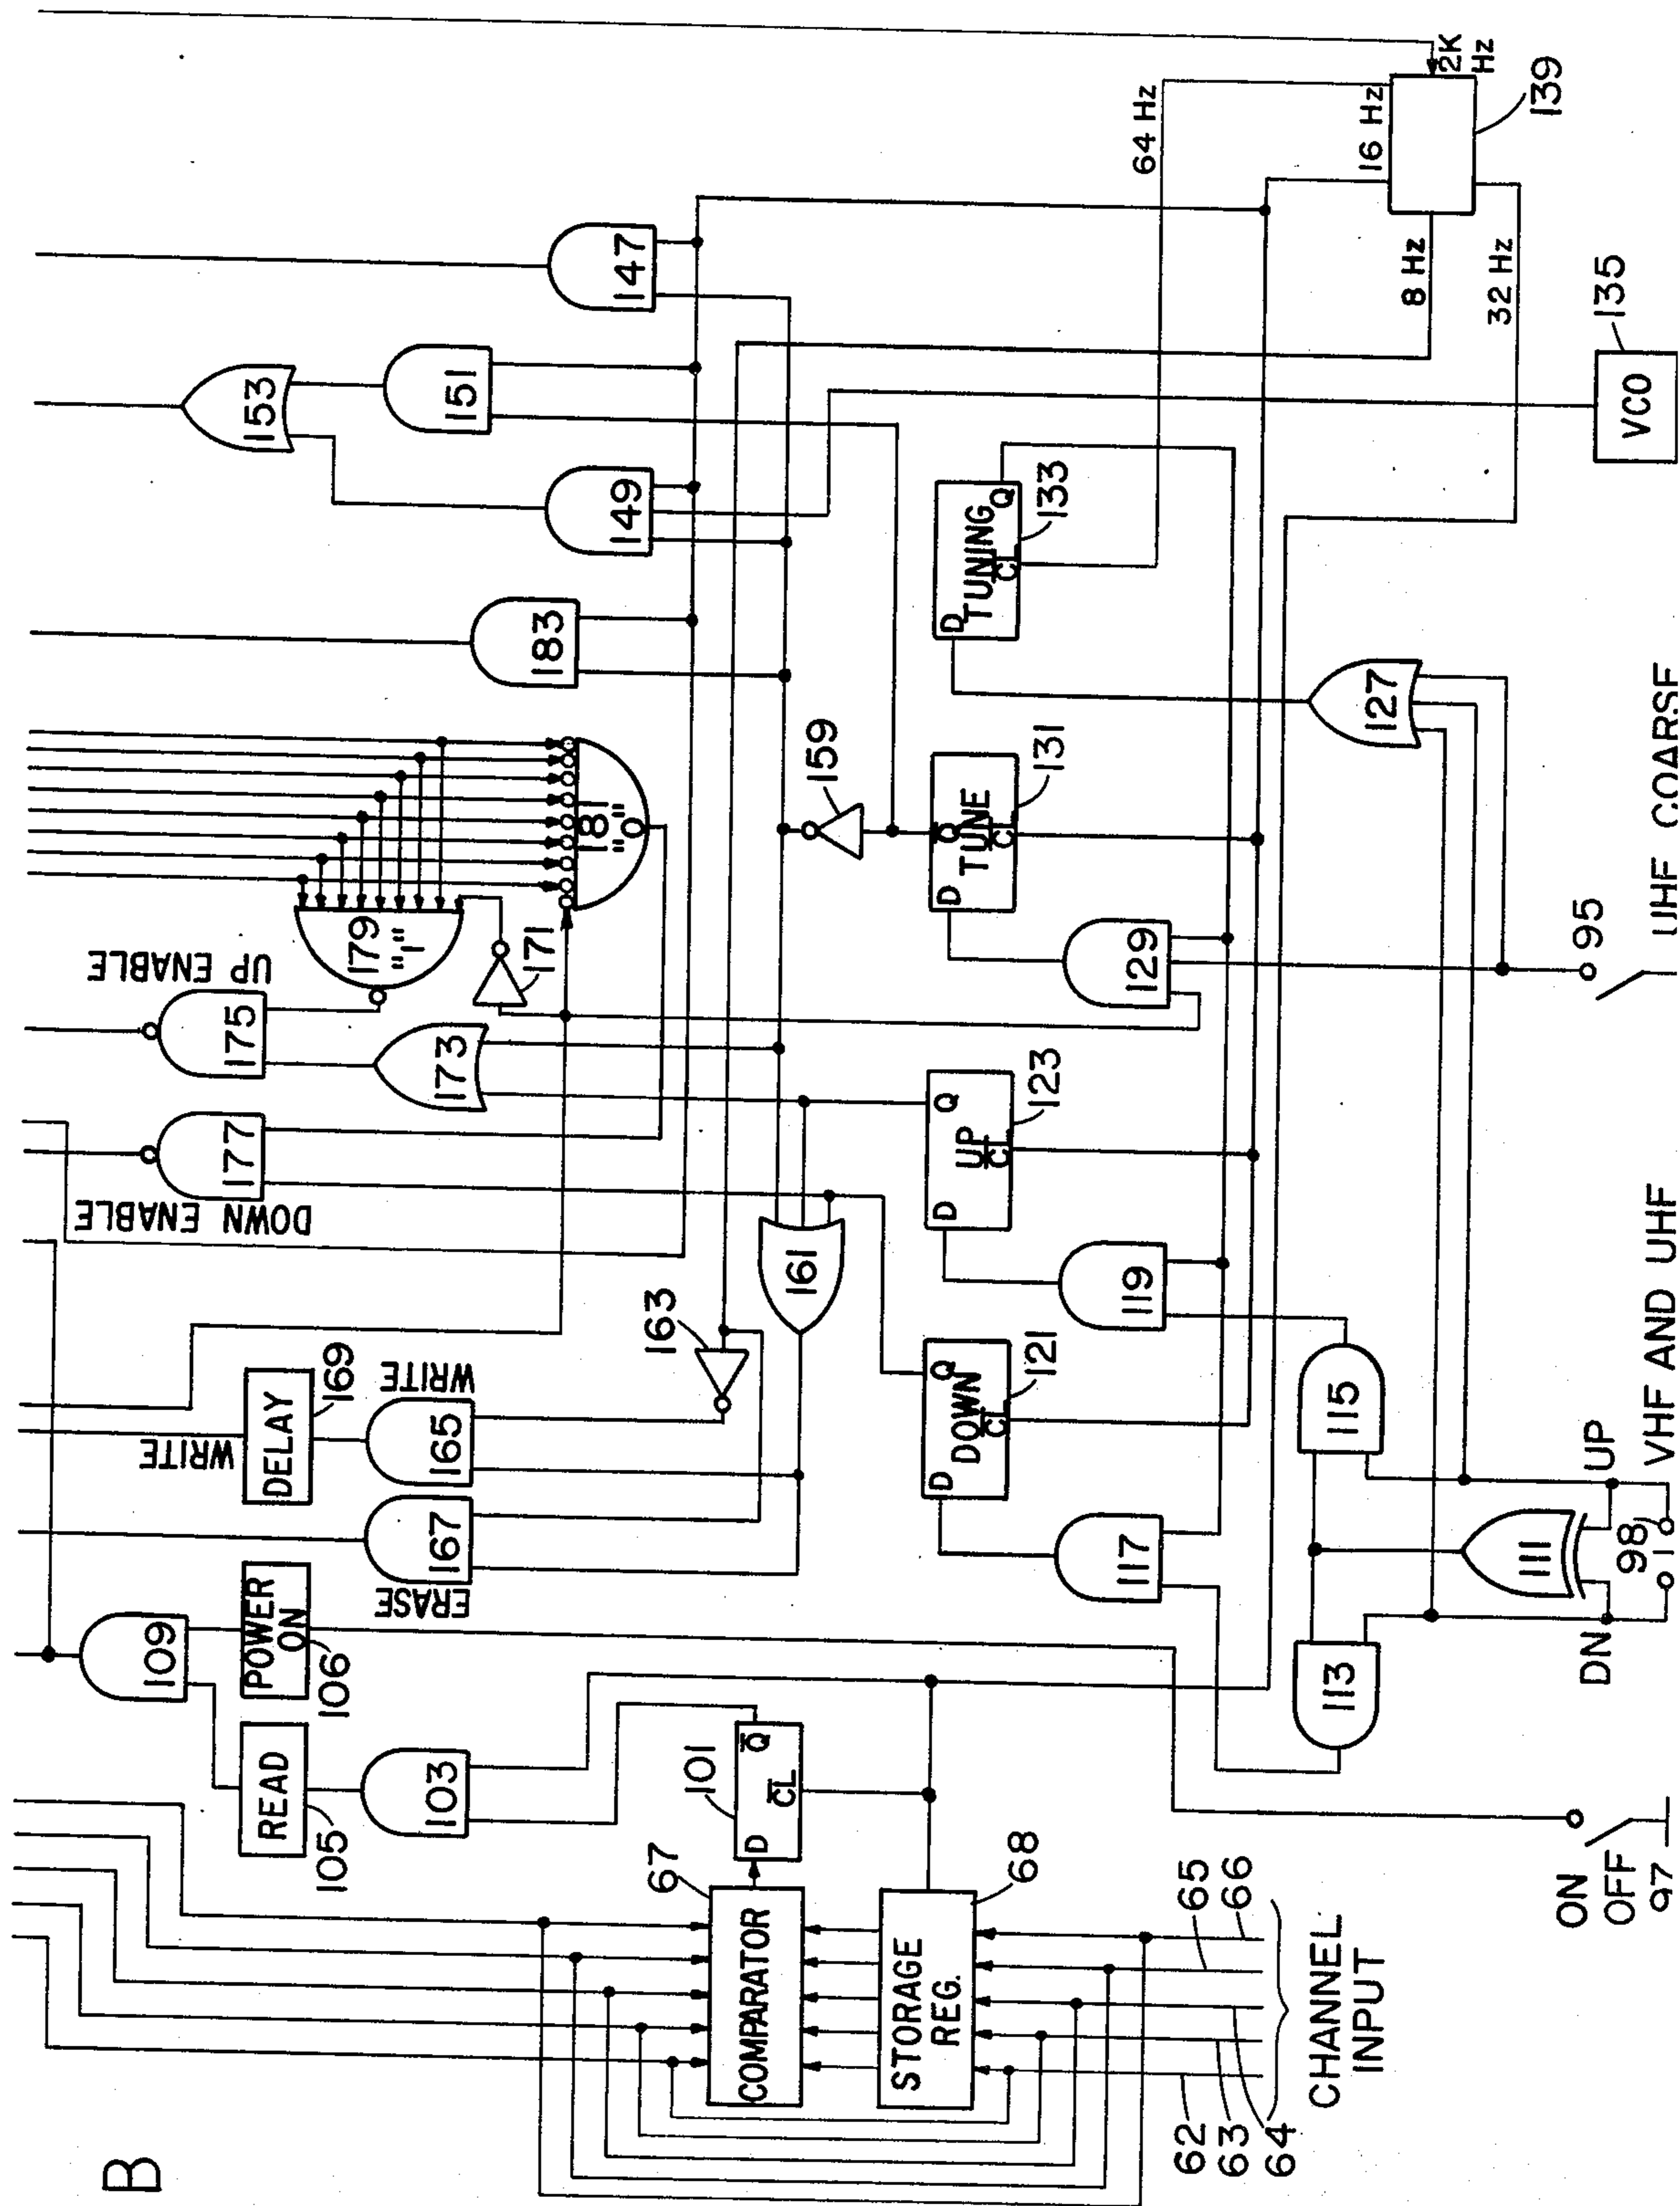 B
147
153
151
149
183
2K
Hz
64 Hz
16 Hz
139
8 Hz
32 Hz
135
VCO
D
TUNING
Q
CL
133
127
159
Q
TUNE
D
CL
131
129
95
UHF COARSE
181
"0"
179
"1"
171
UP ENABLE
175
173
177
DOWN ENABLE
161
163
Q
UP
D
CL
123
119
WRITE
DELAY
169
WRITE
165
167
ERASE
Q
DOWN
D
CL
121
117
115
113
111
UP
DN
98
VHF AND UHF
109
POWER
ON
106
READ
105
103
101
Q
CL
D
67
COMPARATOR
68
STORAGE
REG.
62
63
64
65
66
CHANNEL
INPUT
ON
OFF
97